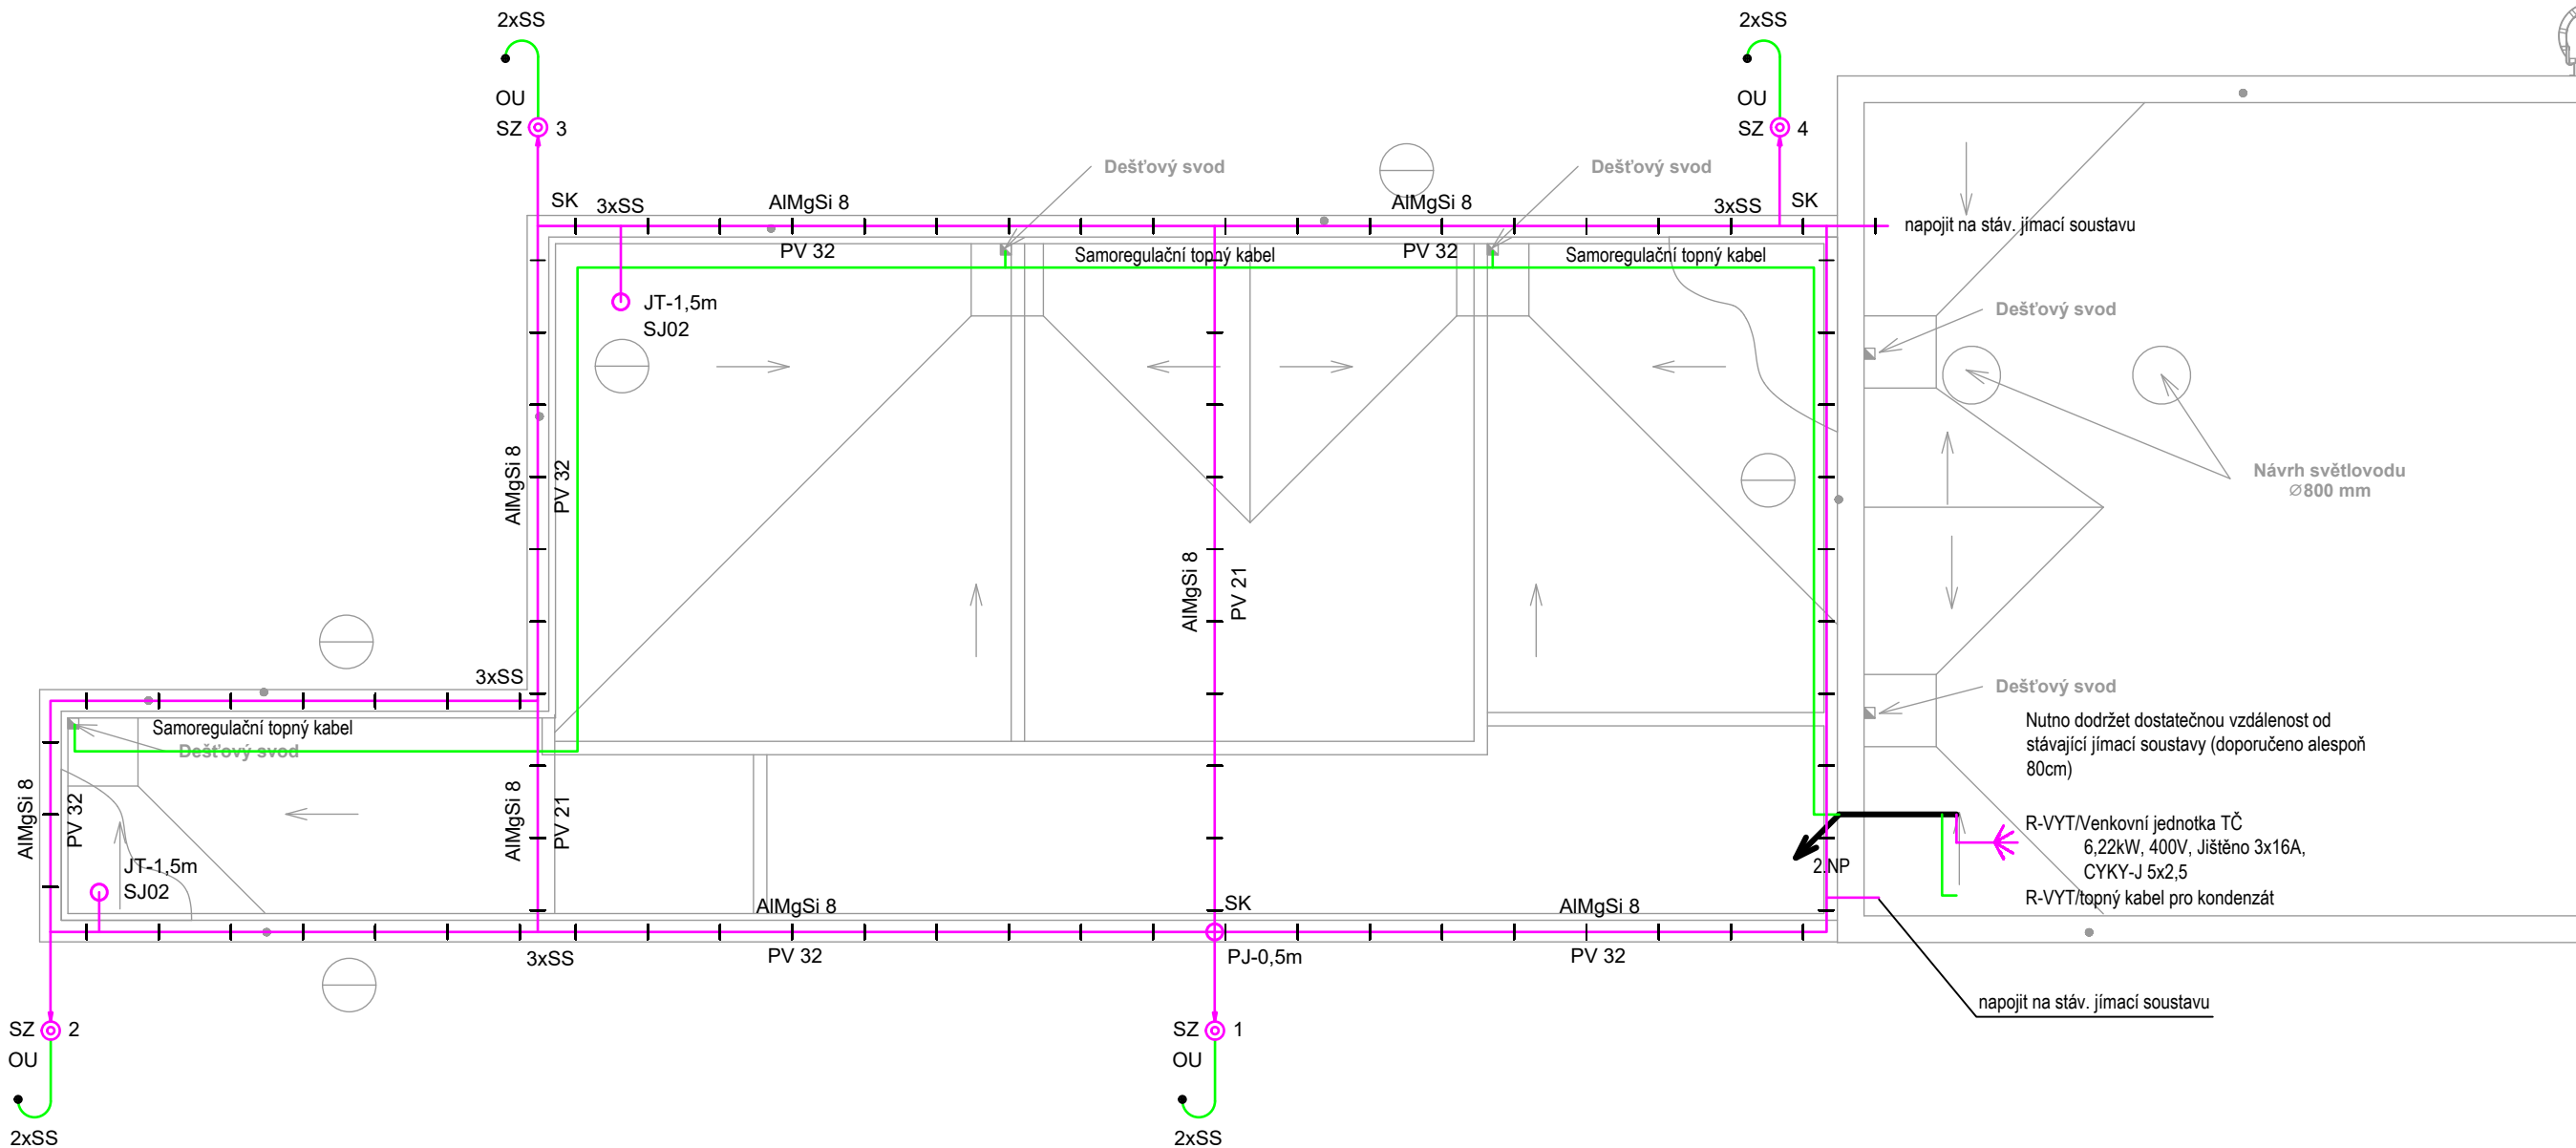 2xSS
2xSS
OU
OU
SZ
3
SZ
4
Dešťový svod
Dešťový svod
SK
3xSS
AlMgSi 8
AlMgSi 8
3xSS
SK
napojit na stáv. jímací soustavu
PV 32
Samoregulační topný kabel
PV 32
Samoregulační topný kabel
JT-1,5m
SJ02
Dešťový svod
AlMgSi 8
PV 32
Návrh světlovodu
∅800 mm
AlMgSi 8
PV 21
3xSS
Dešťový svod
Samoregulační topný kabel
Dešťový svod
Nutno dodržet dostatečnou vzdálenost od
stávající jímací soustavy (doporučeno alespoň
80cm)
AlMgSi 8
PV 32
AlMgSi 8
PV 21
R-VYT/Venkovní jednotka TČ
6,22kW, 400V, Jištěno 3x16A,
CYKY-J 5x2,5
R-VYT/topný kabel pro kondenzát
2.NP
JT-1,5m
SJ02
AlMgSi 8
SK
AlMgSi 8
3xSS
PV 32
PJ-0,5m
PV 32
napojit na stáv. jímací soustavu
SZ
2
SZ
1
OU
OU
2xSS
2xSS